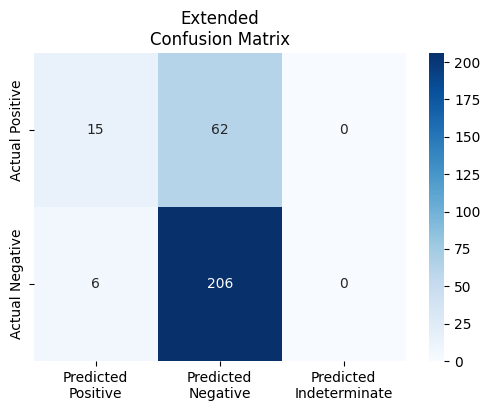 Extended
Confusion Matrix
Actual Positive
15
62
0
Actual Negative
6
206
0
Predicted
Positive
Predicted
Negative
Predicted
Indeterminate
200
175
150
125
100
75
50
25
0